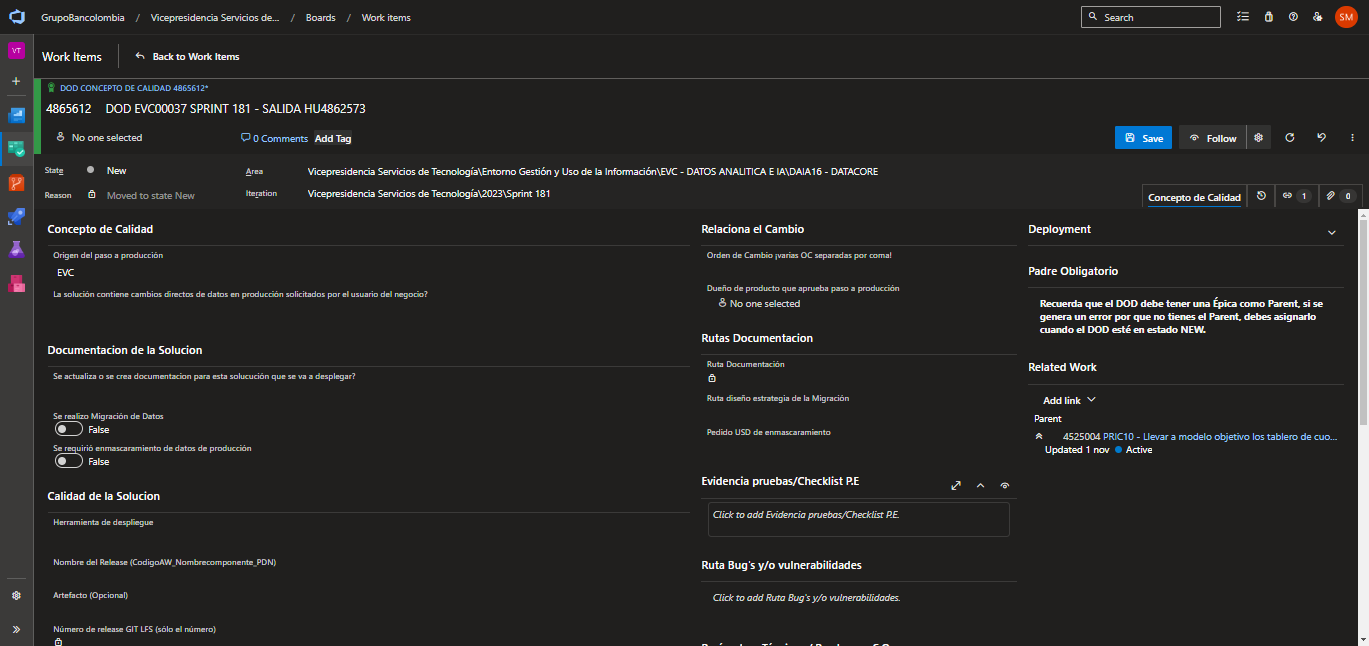 GrupoBancolombia / Vicepresidencia Servicios de... / Boards / Work items
Search
SM
VT
Work Items
Back to Work Items
DOD CONCEPTO DE CALIDAD 4865612*
4865612 DOD EVC00037 SPRINT 181 - SALIDA HU4862573
No one selected
0 Comments
Add Tag
Save
Follow
State
New
Area
Vicepresidencia Servicios de Tecnología\Entorno Gestión y Uso de la Información\EVC - DATOS ANALITICA E IA\DAIA16 - DATACORE
Reason
Moved to state New
Iteration
Vicepresidencia Servicios de Tecnología\2023\Sprint 181
Concepto de Calidad
1
0
Concepto de Calidad
Origen del paso a producción
EVC
La solución contiene cambios directos de datos en producción solicitados por el usuario del negocio?
Documentacion de la Solucion
Se actualiza o se crea documentacion para esta solucución que se va a desplegar?
Se realizo Migración de Datos
False
Se requirió enmascaramiento de datos de producción
False
Calidad de la Solucion
Herramienta de despliegue
Nombre del Release (CodigoAW_Nombrecomponente_PDN)
Artefacto (Opcional)
Número de release GIT LFS (sólo el número)
Relaciona el Cambio
Orden de Cambio ¡varias OC separadas por coma!
Dueño de producto que aprueba paso a producción
No one selected
Rutas Documentacion
Ruta Documentación
Ruta diseño estrategia de la Migración
Pedido USD de enmascaramiento
Evidencia pruebas/Checklist P.E
Click to add Evidencia pruebas/Checklist P.E.
Ruta Bug's y/o vulnerabilidades
Click to add Ruta Bug's y/o vulnerabilidades.
Deployment
Padre Obligatorio
Recuerda que el DOD debe tener una Épica como Parent, si se
genera un error por que no tienes el Parent, debes asignarlo
cuando el DOD esté en estado NEW.
Related Work
Add link
Parent
4525004 PRIC10 - Llevar a modelo objetivo los tablero de cuo...
Updated 1 nov
Active